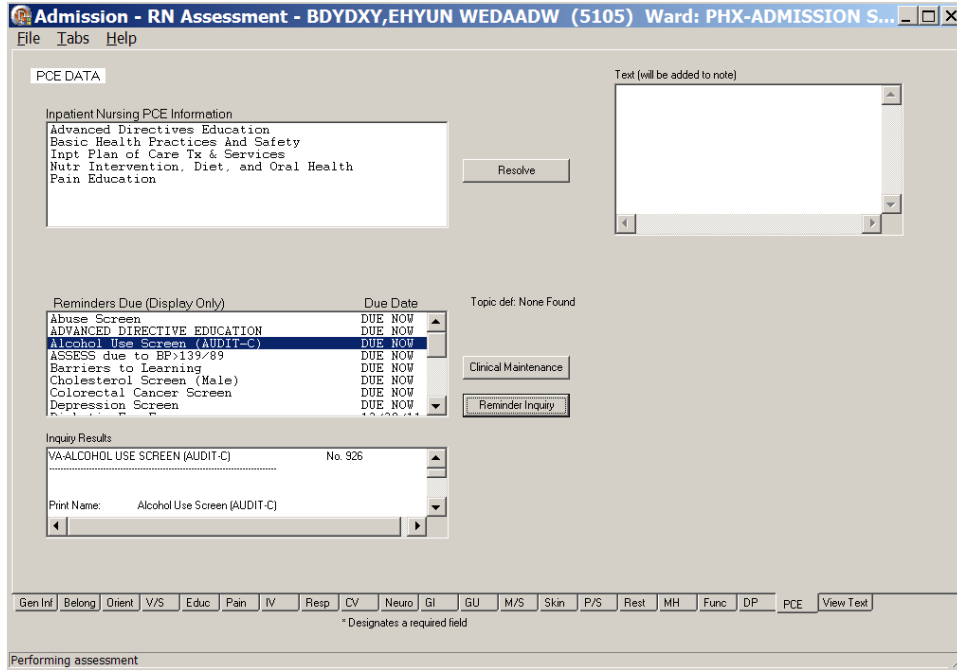 Admission - RN Assessment - BDYDXY,EHYUN WEDAADW (5105) Ward: PHX-ADMISSION S...
File Tabs Help
PCE DATA
Text (will be added to note)
Inpatient Nursing PCE Information
Advanced Directives Education
Basic Health Practices And Safety
Inpt Plan of Care Tx & Services
Nutr Intervention, Diet, and Oral Health
Pain Education
Resolve
Reminders Due (Display Only) Due Date
Topic def: None Found
Abuse Screen DUE NOW
ADVANCED DIRECTIVE EDUCATION DUE NOW
Alcohol Use Screen (AUDIT-C) DUE NOW
ASSESS due to BP>139/89 DUE NOW
Barriers to Learning DUE NOW
Cholesterol Screen (Male) DUE NOW
Colorectal Cancer Screen DUE NOW
Depression Screen DUE NOW
Clinical Maintenance
Reminder Inquiry
Inquiry Results
VA-ALCOHOL USE SCREEN (AUDIT-C) No. 926
--------------------------------------------------------------------------
Print Name: Alcohol Use Screen (AUDIT-C)
Gen Inf Belong Orient V/S Educ Pain IV Resp CV Neuro GI GU M/S Skin P/S Rest MH Func DP PCE View Text
* Designates a required field
Performing assessment